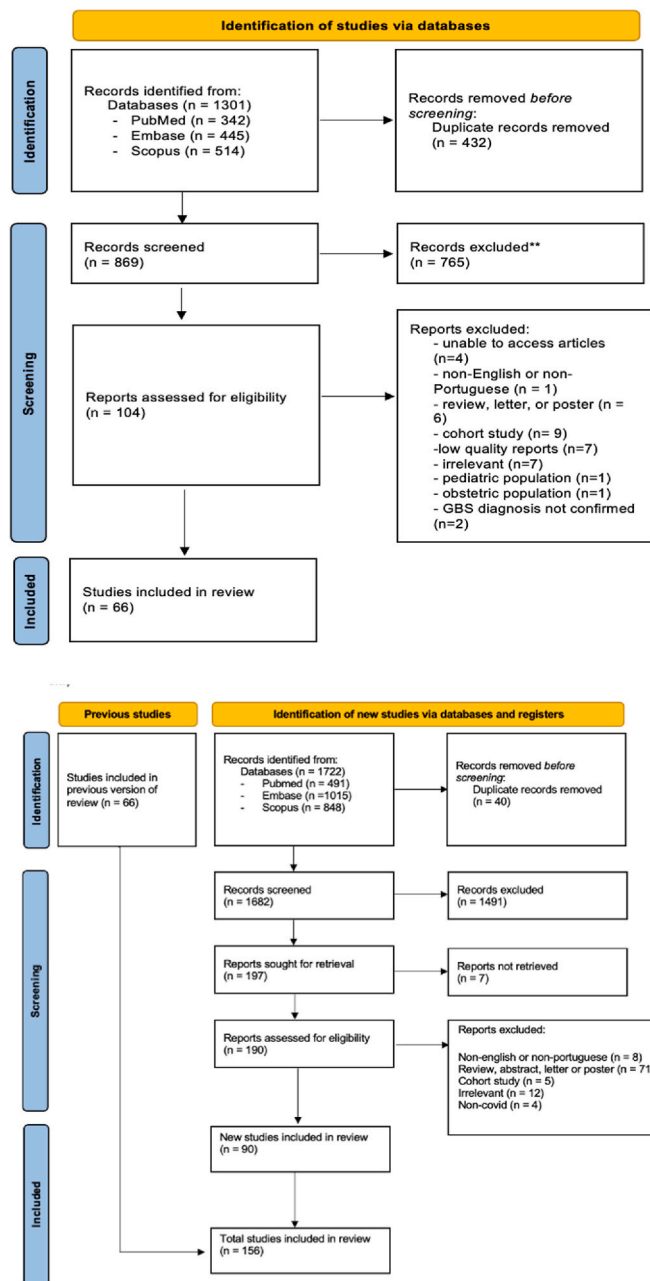 Identification of studies via databases
Identification
Records identified from:
Databases (n = 1301)
- PubMed (n = 342)
- Embase (n = 445)
- Scopus (n = 514)
Records removed before
screening:
Duplicate records removed
(n = 432)
Screening
Records screened
(n = 869)
Records excluded**
(n = 765)
Reports assessed for eligibility
(n = 104)
Reports excluded:
- unable to access articles
(n=4)
- non-English or non-
Portuguese (n = 1)
- review, letter, or poster (n =
6)
- cohort study (n= 9)
-low quality reports (n=7)
- irrelevant (n=7)
- pediatric population (n=1)
- obstetric population (n=1)
- GBS diagnosis not confirmed
(n=2)
Included
Studies included in review
(n = 66)
Previous studies
Identification of new studies via databases and registers
Identification
Studies included in
previous version of
review (n = 66)
Records identified from:
Databases (n = 1722)
- Pubmed (n = 491)
- Embase (n =1015)
- Scopus (n = 848)
Records removed before
screening:
Duplicate records removed
(n = 40)
Screening
Records screened
(n = 1682)
Records excluded
(n = 1491)
Reports sought for retrieval
(n = 197)
Reports not retrieved
(n = 7)
Reports assessed for eligibility
(n = 190)
Reports excluded:
Non-english or non-portuguese (n = 8)
Review, abstract, letter or poster (n = 71
Cohort study (n = 5)
Irrelevant (n = 12)
Non-covid (n = 4)
Included
New studies included in review
(n = 90)
Total studies included in review
(n = 156)